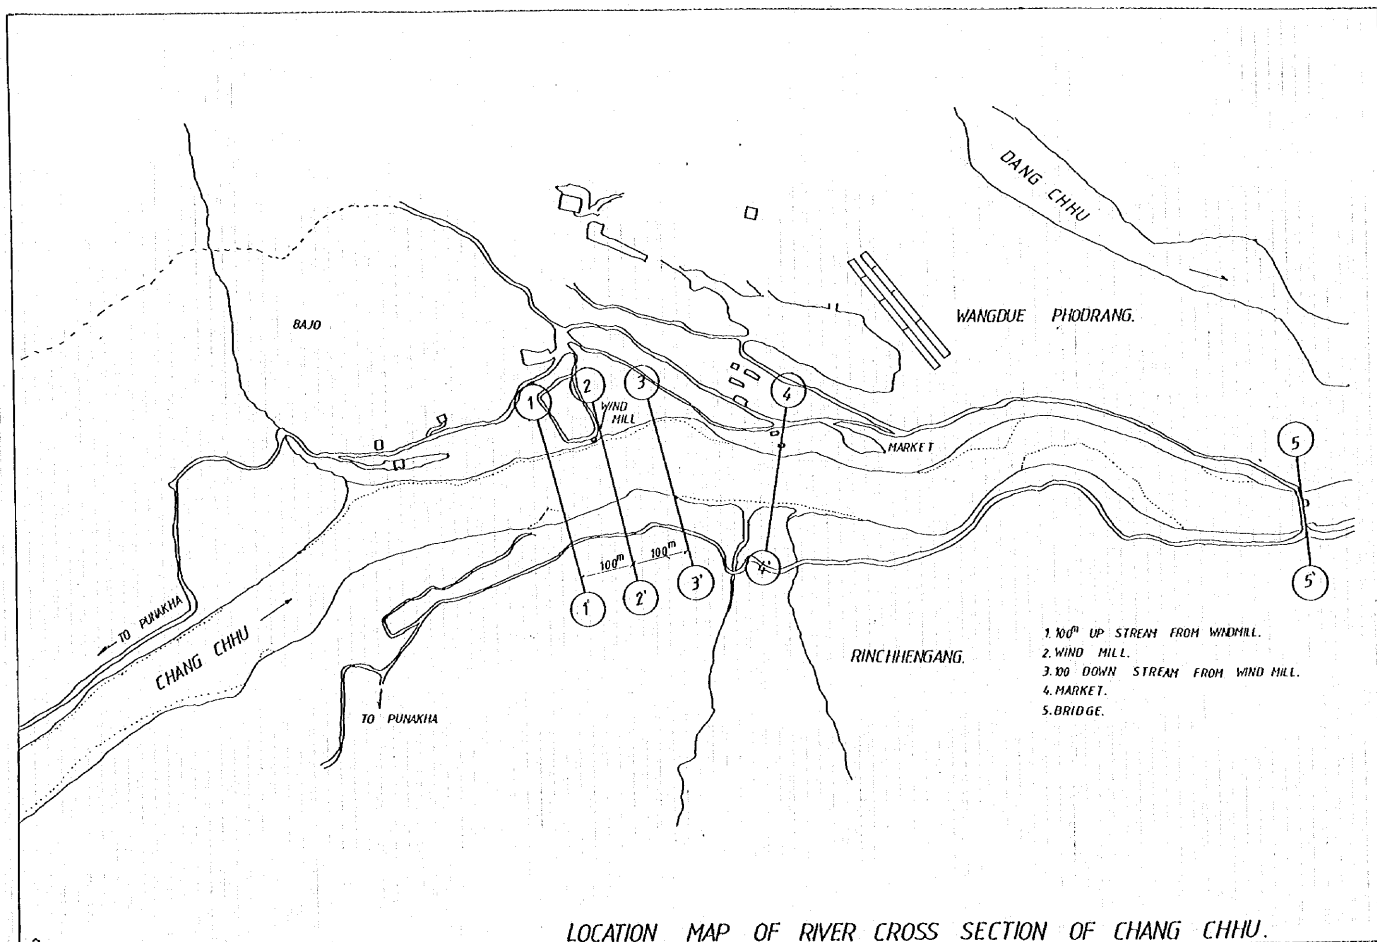 DANG CHHU
WANGDUE PHODRANG.
BAJO
1
2
3
4
5
WIND
MILL
MARKET
100m
100m
1'
2'
3'
4'
5'
TO PUNAKHA
CHANG CHHU
TO PUNAKHA
RINCHHENGANG.
1. 100m UP STREAM FROM WINDMILL.
2. WIND MILL.
3. 100 DOWN STREAM FROM WIND MILL.
4. MARKET.
5. BRIDGE.
LOCATION MAP OF RIVER CROSS SECTION OF CHANG CHHU.